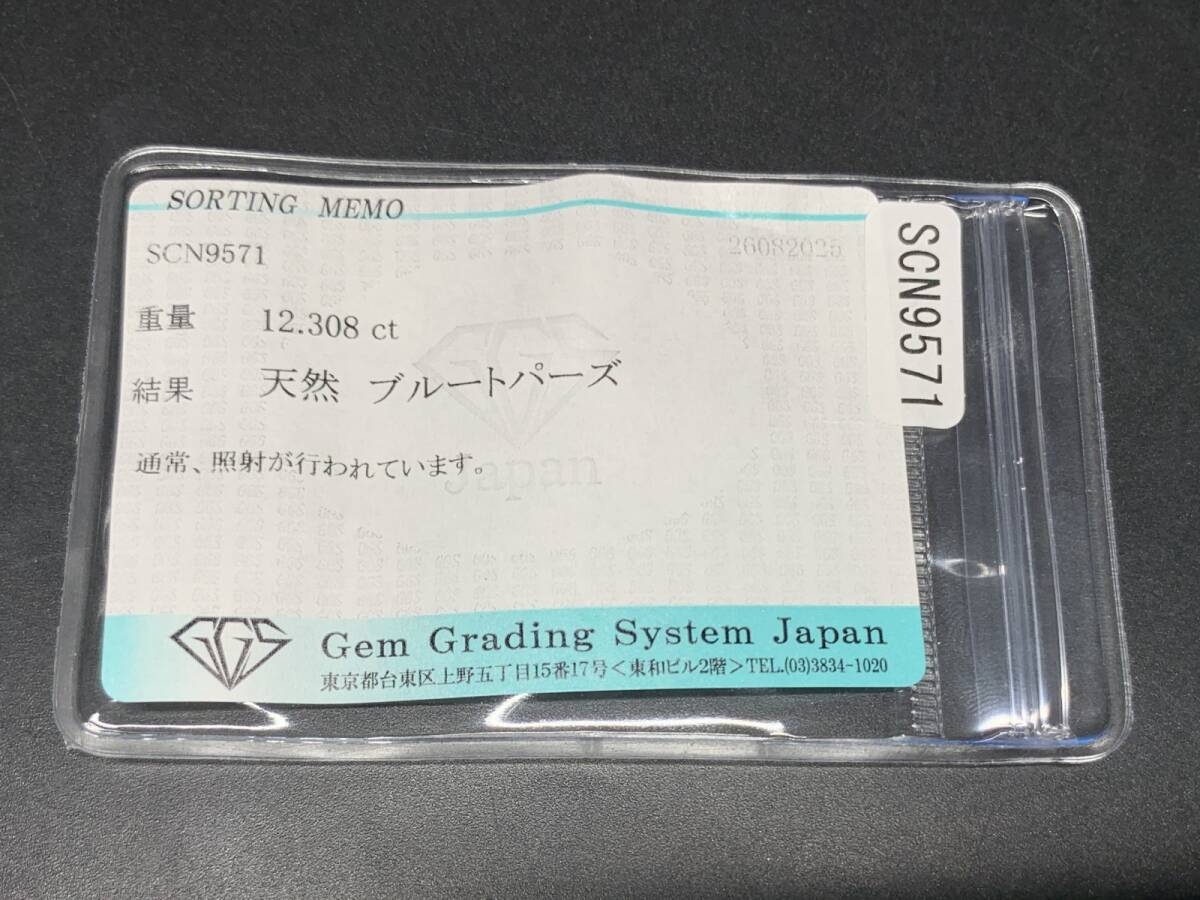 SORTING MEMO
SCN9571
26082025
重量 12.308 ct
結果 天然 ブルートパーズ
通常、照射が行われています。
Japan
GGS
Gem Grading System Japan
東京都台東区上野五丁目15番17号＜東和ビル2階＞TEL.(03)3834-1020
SCN9571